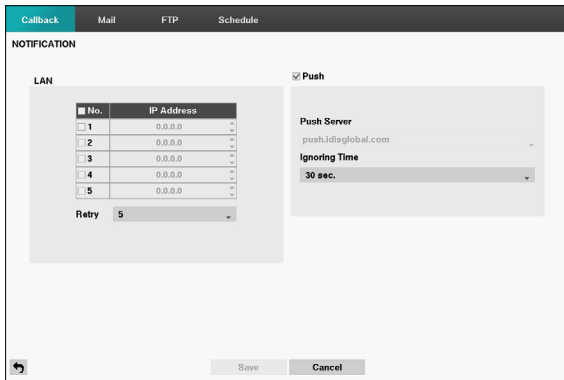 Callback Mail FTP Schedule
NOTIFICATION
LAN
No. IP Address
1 0.0.0.0
2 0.0.0.0
3 0.0.0.0
4 0.0.0.0
5 0.0.0.0
Retry 5
Push
Push Server
push.idisglobal.com
Ignoring Time
30 sec.
Save Cancel